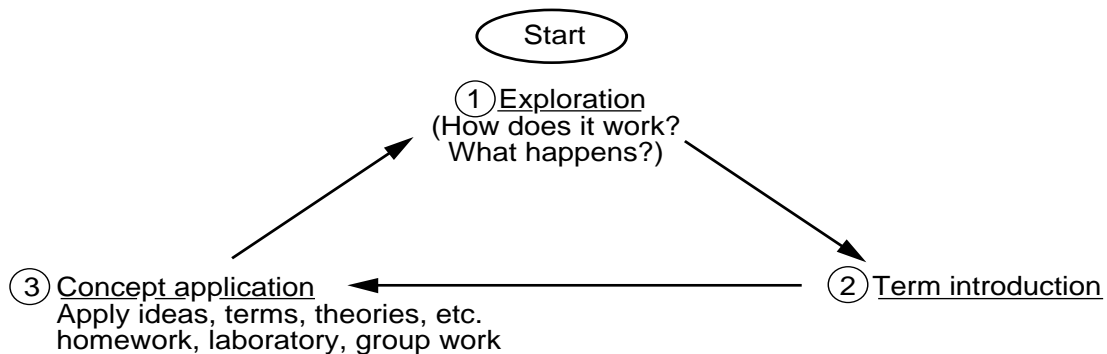 Start
1 Exploration
(How does it work?
What happens?)
3 Concept application
Apply ideas, terms, theories, etc.
homework, laboratory, group work
2 Term introduction